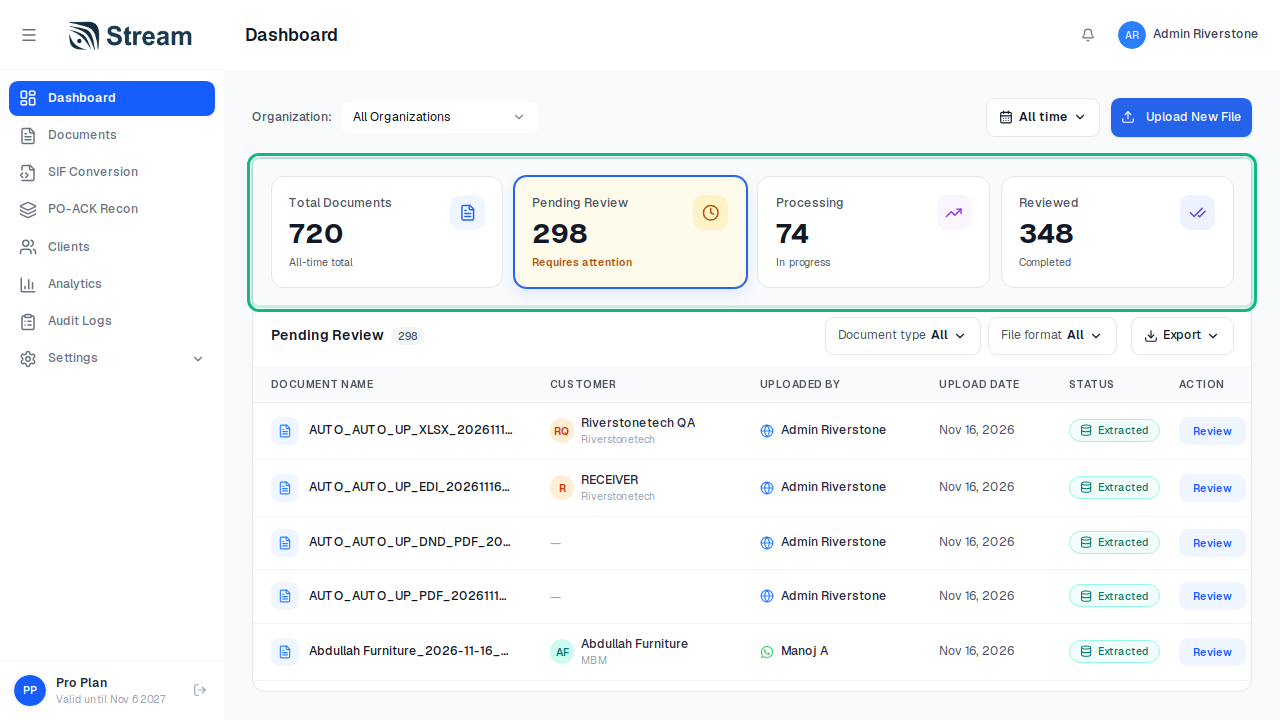 Stream
Dashboard
AR
Admin Riverstone
Dashboard
Documents
SIF Conversion
PO-ACK Recon
Clients
Analytics
Audit Logs
Settings
PP
Pro Plan
Valid until Nov 6 2027
Organization:
All Organizations
All time
Upload New File
Total Documents
720
All-time total
Pending Review
298
Requires attention
Processing
74
In progress
Reviewed
348
Completed
Pending Review 298
Document type All
File format All
Export
DOCUMENT NAME CUSTOMER UPLOADED BY UPLOAD DATE STATUS ACTION
AUTO_AUTO_UP_XLSX_2026111... RQ Riverstonetech QA Admin Riverstone Nov 16, 2026 Extracted Review
Riverstonetech
AUTO_AUTO_UP_EDI_20261116... R RECEIVER Admin Riverstone Nov 16, 2026 Extracted Review
Riverstonetech
AUTO_AUTO_UP_DND_PDF_20... — Admin Riverstone Nov 16, 2026 Extracted Review
AUTO_AUTO_UP_PDF_2026111... — Admin Riverstone Nov 16, 2026 Extracted Review
Abdullah Furniture_2026-11-16_... AF Abdullah Furniture Manoj A Nov 16, 2026 Extracted Review
MBM